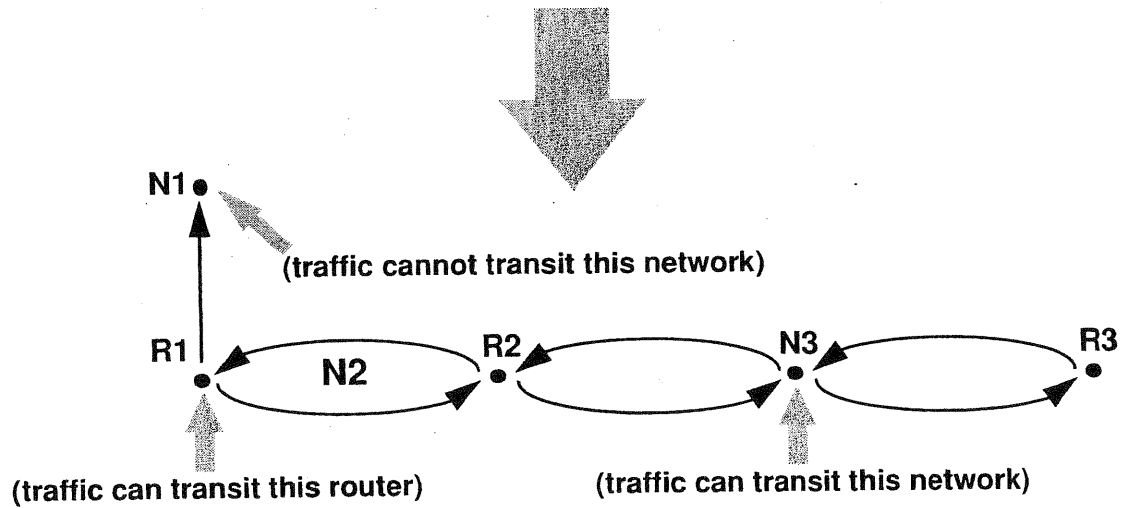 N1
(traffic cannot transit this network)
R1
N2
R2
N3
R3
(traffic can transit this router)
(traffic can transit this network)